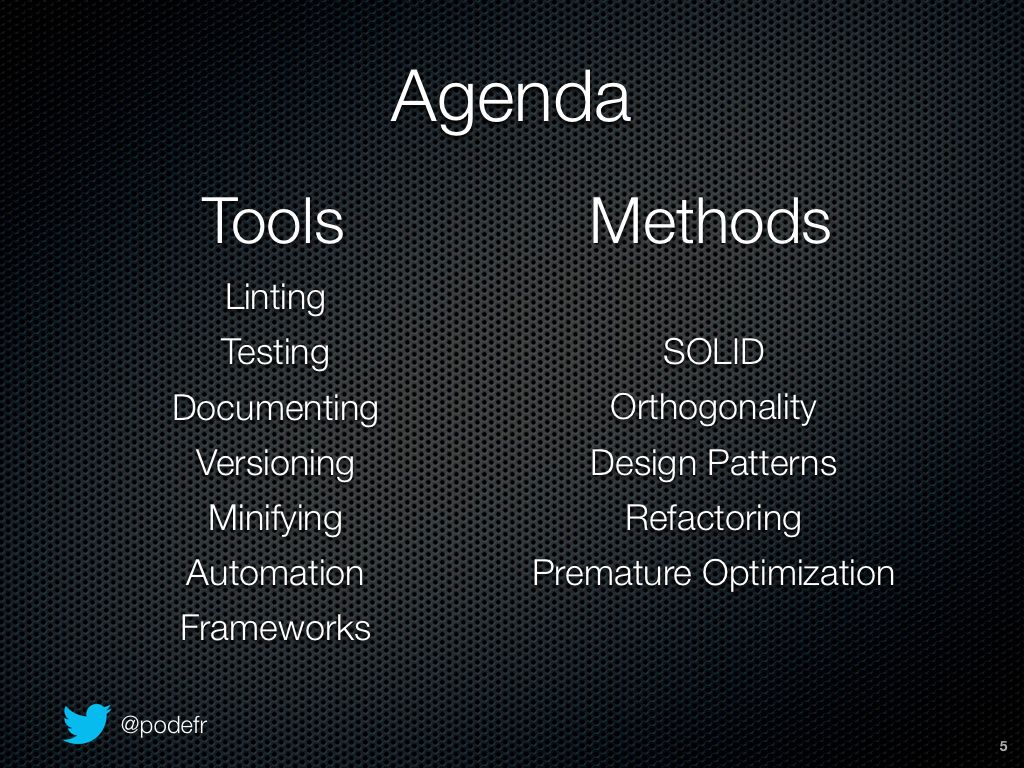 Agenda
Tools
Linting
Testing
Documenting
Versioning
Minifying
Automation
Frameworks
Methods
SOLID
Orthogonality
Design Patterns
Refactoring
Premature Optimization
@podefr
5